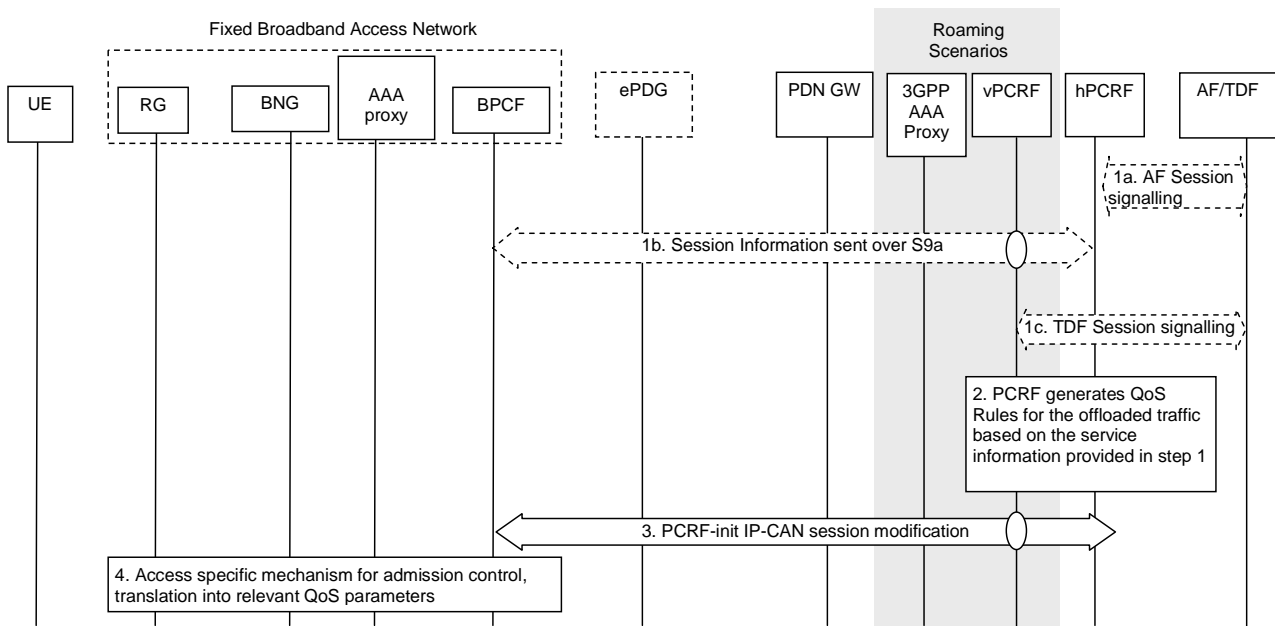 Fixed Broadband Access Network
Roaming
Scenarios
UE
RG
BNG
AAA
proxy
BPCF
ePDG
PDN GW
3GPP
AAA
Proxy
vPCRF
hPCRF
AF/TDF
1a. AF Session
signalling
1b. Session Information sent over S9a
1c. TDF Session signalling
2. PCRF generates QoS
Rules for the offloaded traffic
based on the service
information provided in step 1
3. PCRF-init IP-CAN session modification
4. Access specific mechanism for admission control,
translation into relevant QoS parameters